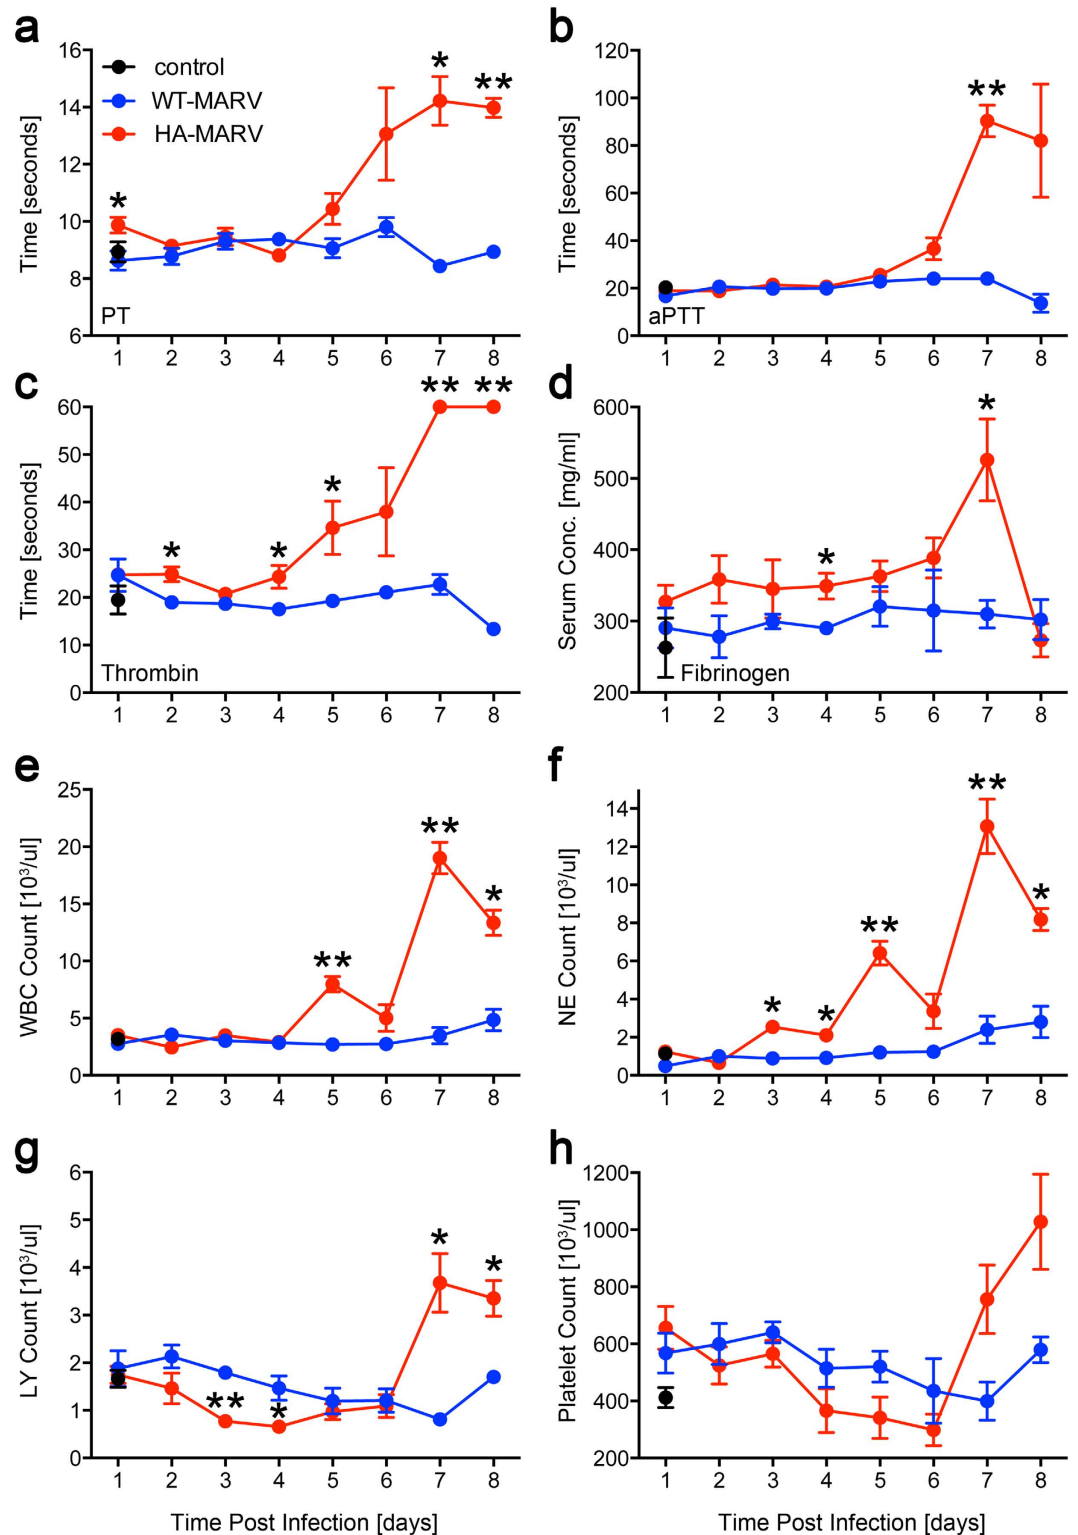 a
16
14
12
10
8
6
Time [seconds]
control
WT-MARV
HA-MARV
*
*
**
PT
1 2 3 4 5 6 7 8
b
120
100
80
60
40
20
0
Time [seconds]
**
aPTT
1 2 3 4 5 6 7 8
c
60
50
40
30
20
10
0
Time [seconds]
*
*
*
** **
Thrombin
1 2 3 4 5 6 7 8
d
600
500
400
300
200
Serum Conc. [mg/ml]
*
*
Fibrinogen
1 2 3 4 5 6 7 8
e
25
20
15
10
5
0
WBC Count [10³/ul]
**
**
*
1 2 3 4 5 6 7 8
f
14
12
10
8
6
4
2
0
NE Count [10³/ul]
*
*
**
**
*
1 2 3 4 5 6 7 8
g
6
5
4
3
2
1
0
LY Count [10³/ul]
**
*
*
*
1 2 3 4 5 6 7 8
Time Post Infection [days]
h
1200
1000
800
600
400
200
Platelet Count [10³/ul]
1 2 3 4 5 6 7 8
Time Post Infection [days]